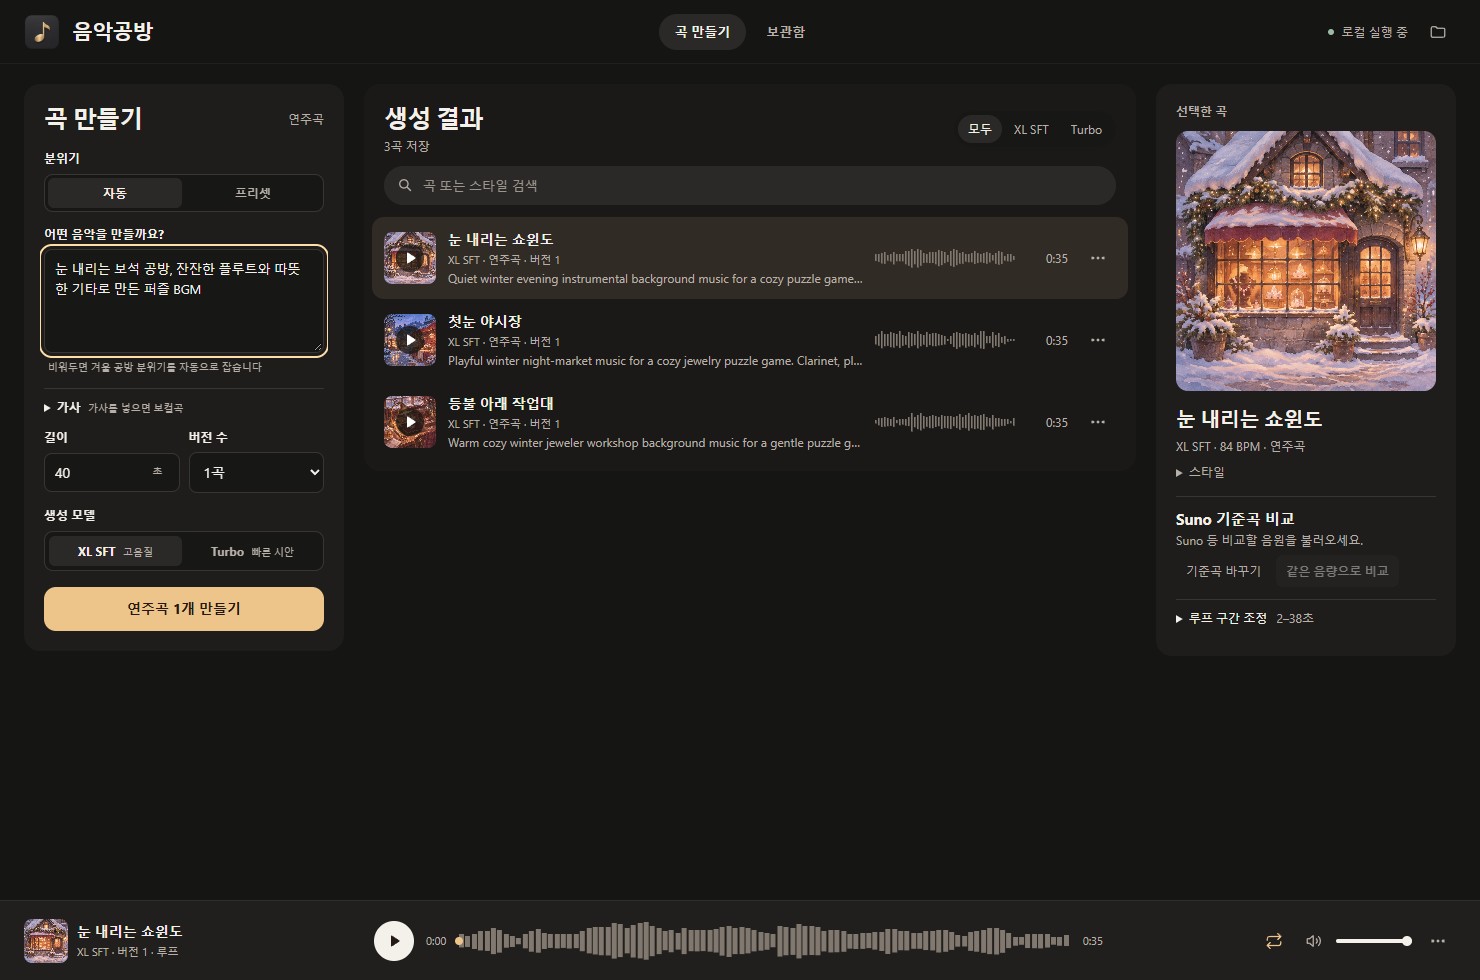 음악공방
곡 만들기
보관함
로컬 실행 중
곡 만들기
연주곡
분위기
자동
프리셋
어떤 음악을 만들까요?
눈 내리는 보석 공방, 잔잔한 플루트와 따뜻
한 기타로 만든 퍼즐 BGM
비워두면 겨울 공방 분위기를 자동으로 잡습니다
가사 가사를 넣으면 보컬곡
길이
버전 수
40 초
1곡
생성 모델
XL SFT 고음질
Turbo 빠른 시안
연주곡 1개 만들기
생성 결과
3곡 저장
모두
XL SFT
Turbo
곡 또는 스타일 검색
눈 내리는 쇼윈도
XL SFT · 연주곡 · 버전 1
Quiet winter evening instrumental background music for a cozy puzzle game...
0:35
첫눈 야시장
XL SFT · 연주곡 · 버전 1
Playful winter night-market music for a cozy jewelry puzzle game. Clarinet, pl...
0:35
등불 아래 작업대
XL SFT · 연주곡 · 버전 1
Warm cozy winter jeweler workshop background music for a gentle puzzle g...
0:35
선택한 곡
눈 내리는 쇼윈도
XL SFT · 84 BPM · 연주곡
스타일
Suno 기준곡 비교
Suno 등 비교할 음원을 불러오세요.
기준곡 바꾸기
같은 음량으로 비교
루프 구간 조정 2–38초
눈 내리는 쇼윈도
XL SFT · 버전 1 · 루프
0:00
0:35